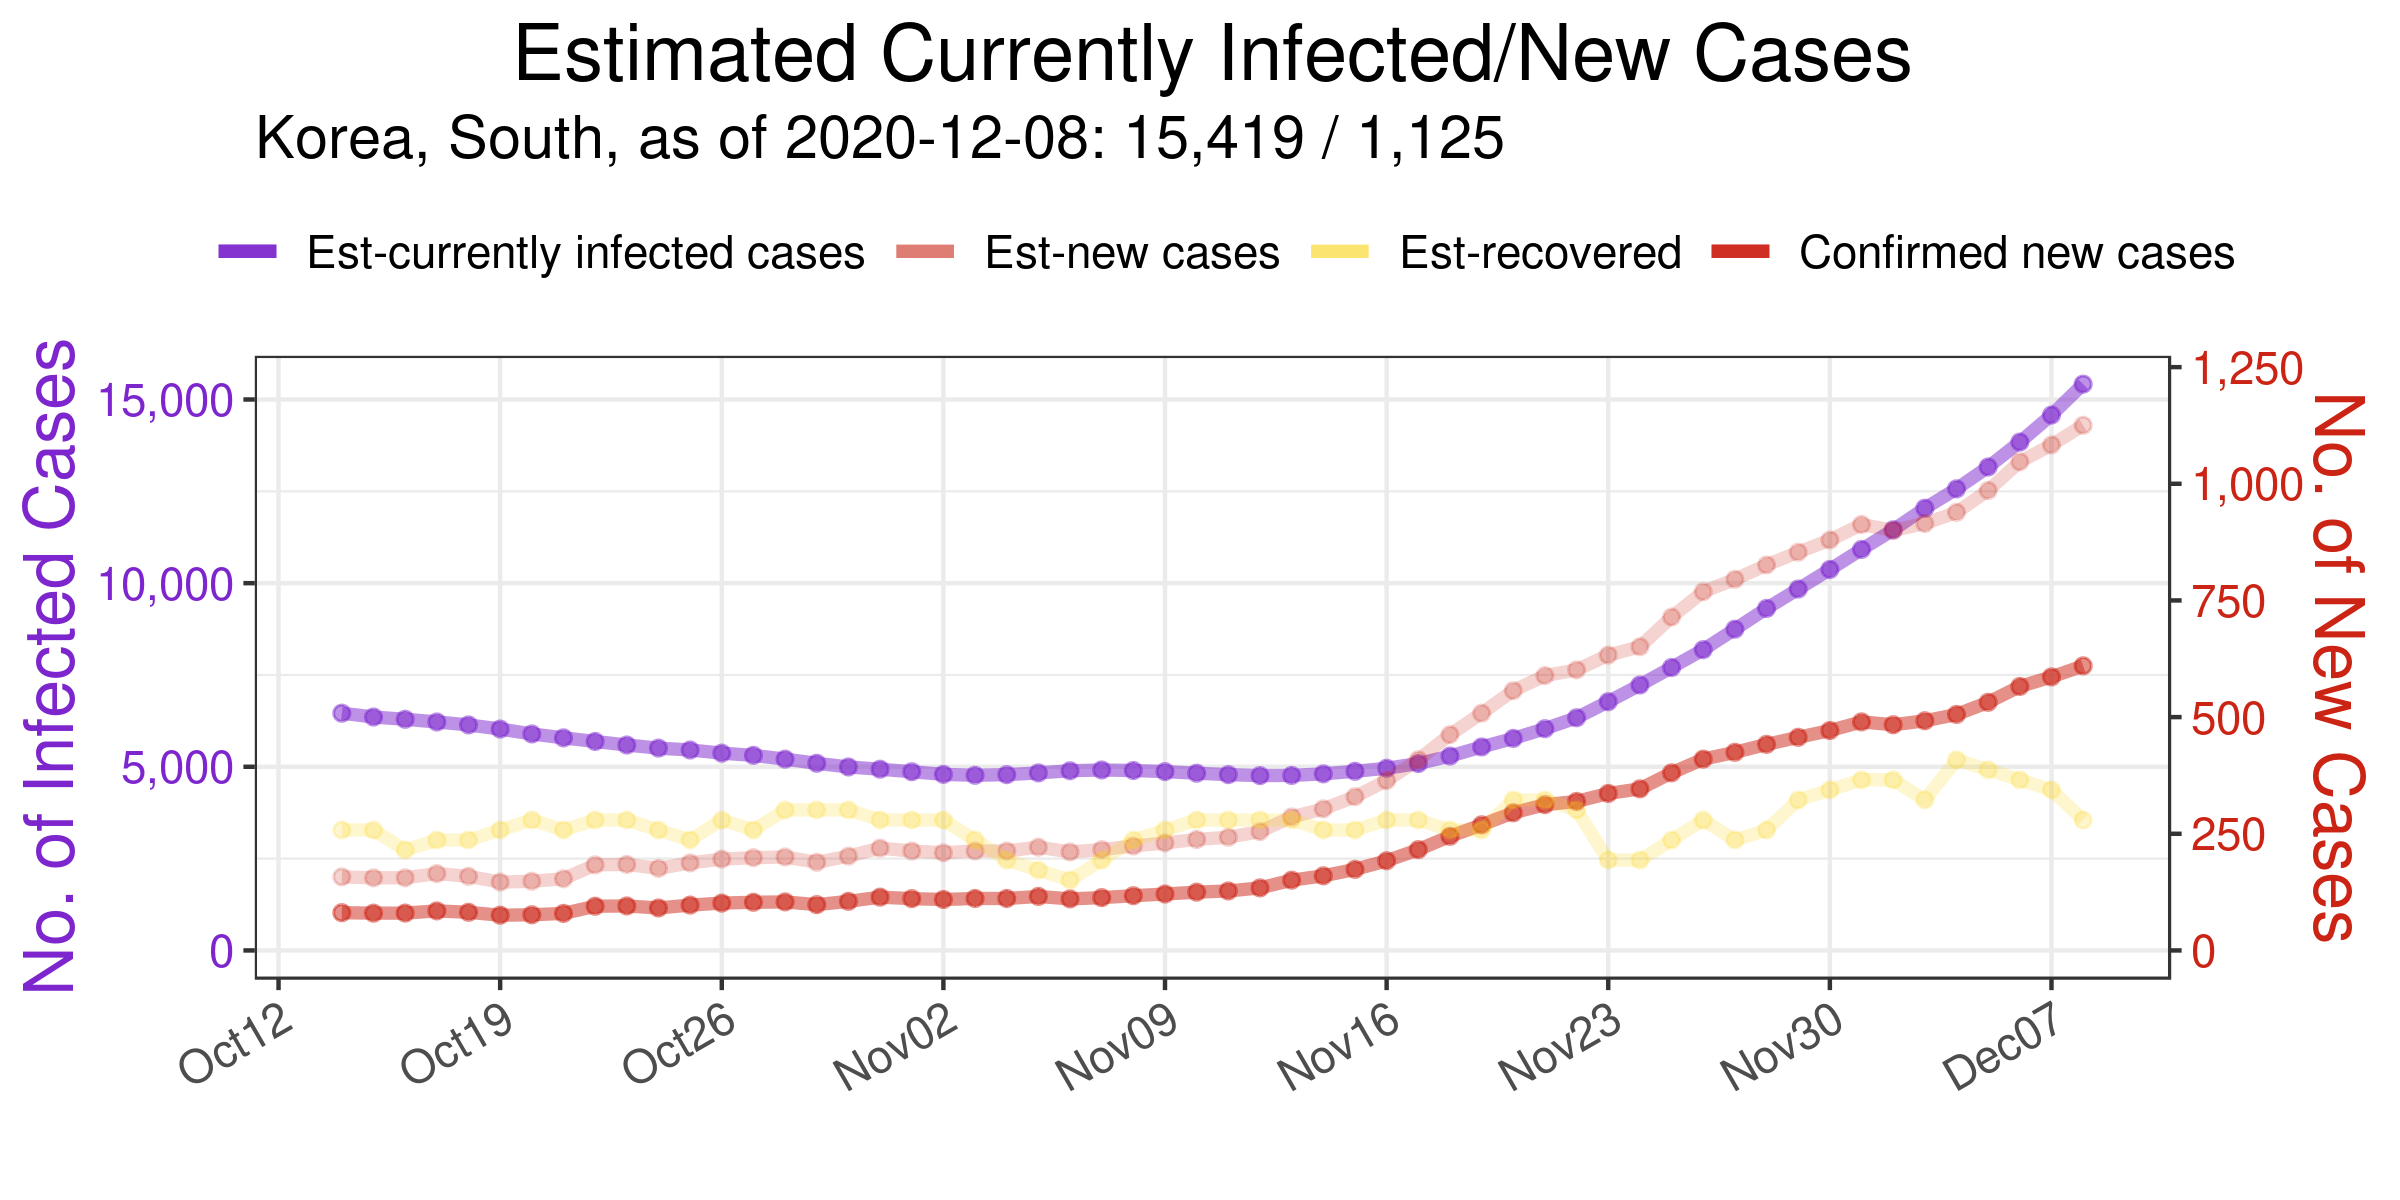 Estimated Currently Infected/New Cases
Korea, South, as of 2020-12-08: 15,419 / 1,125
Est-currently infected cases Est-new cases Est-recovered Confirmed new cases
No. of Infected Cases
15,000
10,000
5,000
0
1,250
1,000
750
500
250
0
No. of New Cases
Oct12 Oct19 Oct26 Nov02 Nov09 Nov16 Nov23 Nov30 Dec07